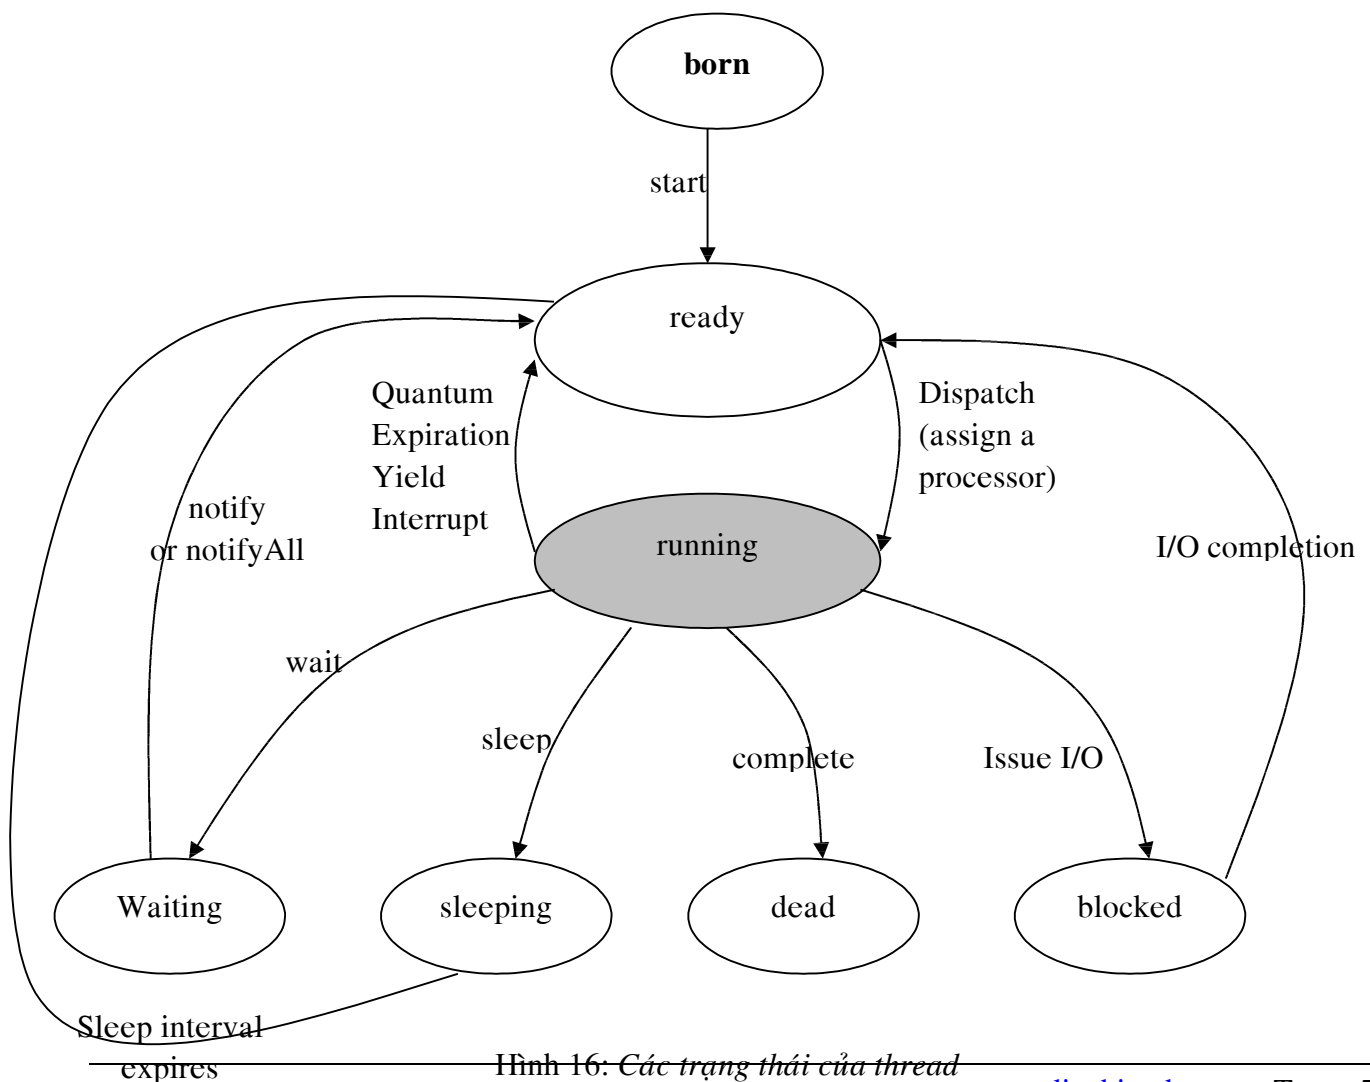 born
start
ready
Quantum
Expiration
Yield
Interrupt
Dispatch
(assign a
processor)
notify
or notifyAll
running
I/O completion
wait
sleep
complete
Issue I/O
Waiting
sleeping
dead
blocked
Sleep interval
expires
Hình 16: Các trạng thái của thread